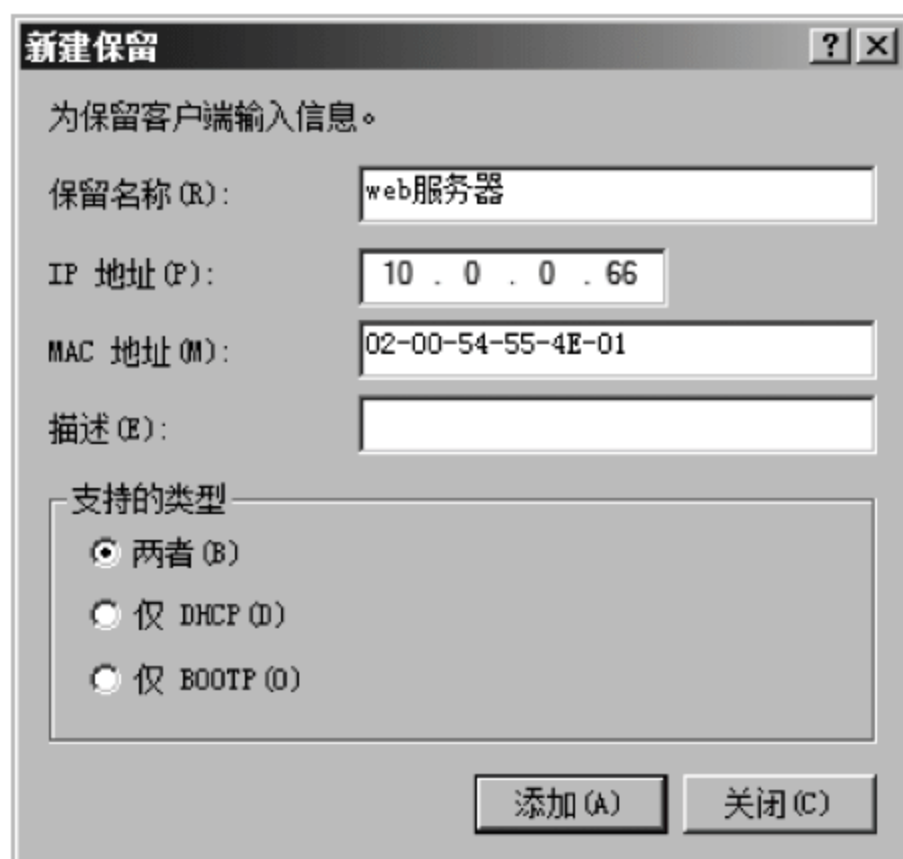 新建保留
为保留客户端输入信息。
保留名称(R): web服务器
IP 地址(P): 10 . 0 . 0 . 66
MAC 地址(M): 02-00-54-55-4E-01
描述(E):
支持的类型
两者(B)
仅 DHCP(D)
仅 BOOTP(O)
添加(A) 关闭(C)